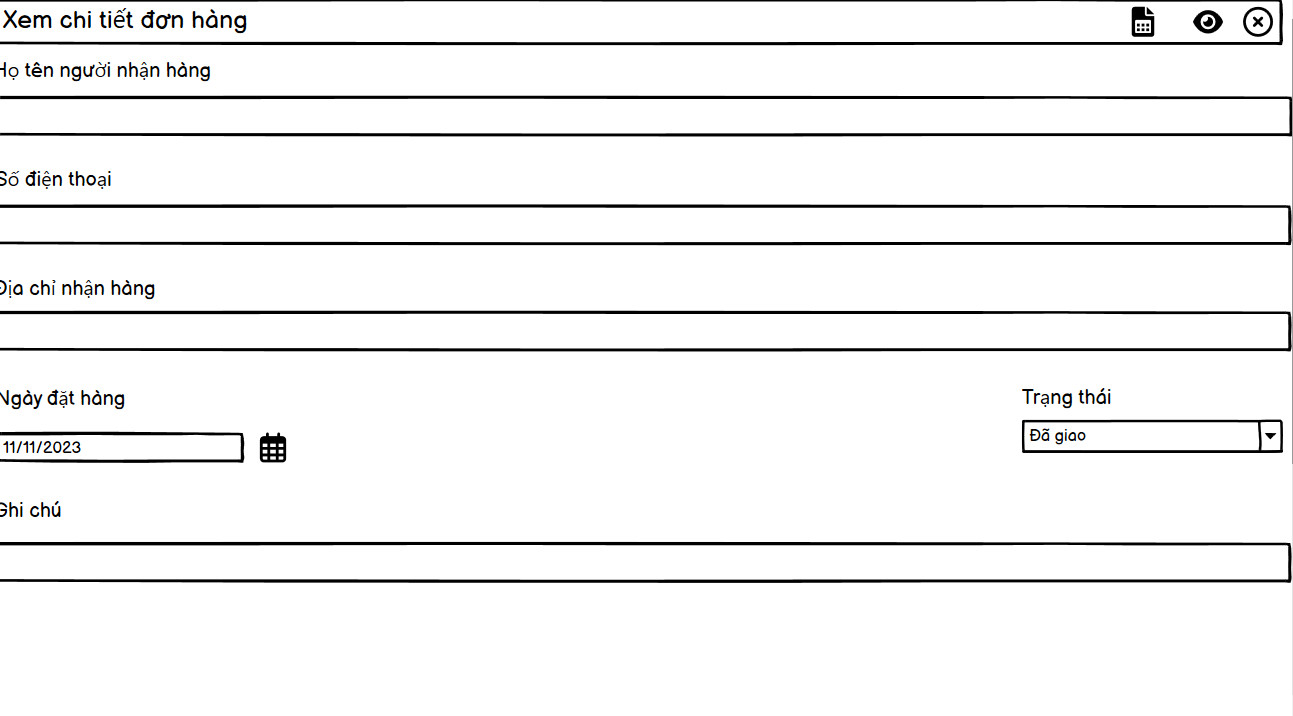 Xem chi tiết đơn hàng
Họ tên người nhận hàng
Số điện thoại
Địa chỉ nhận hàng
Ngày đặt hàng
Trạng thái
11/11/2023
Đã giao
Ghi chú